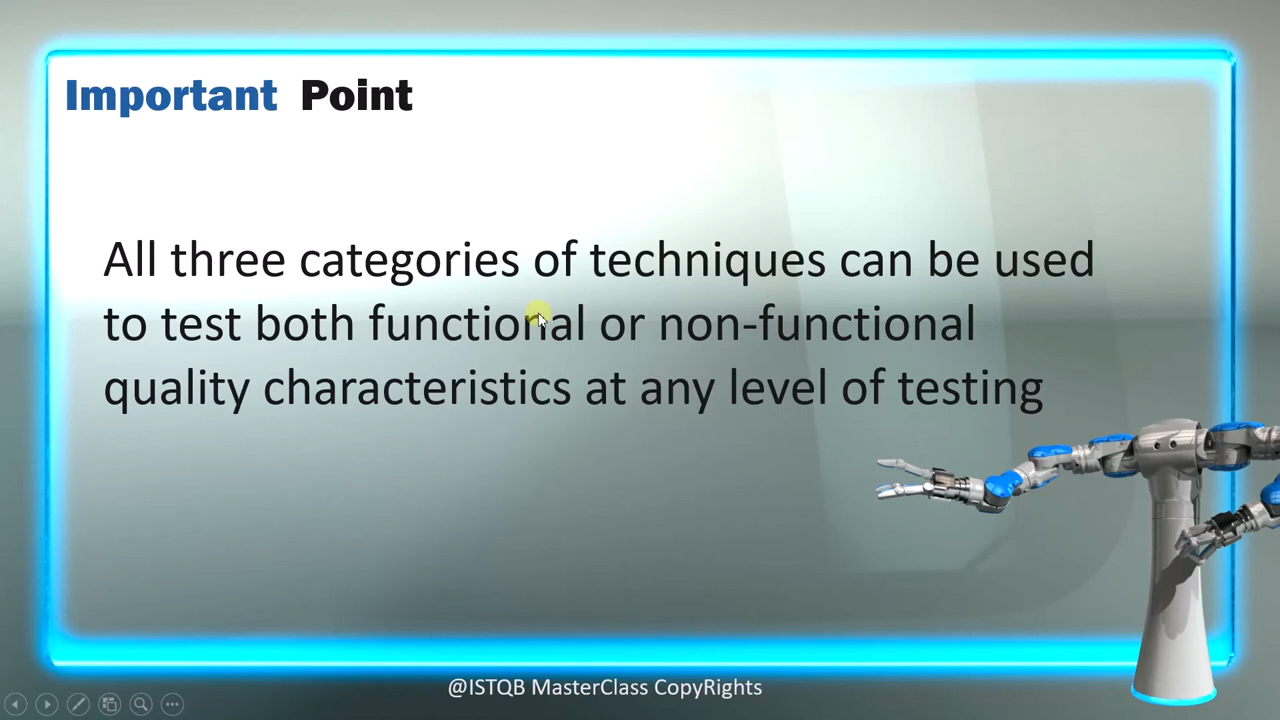 Important Point
All three categories of techniques can be used
to test both functional or non-functional
quality characteristics at any level of testing
@ISTQB MasterClass CopyRights